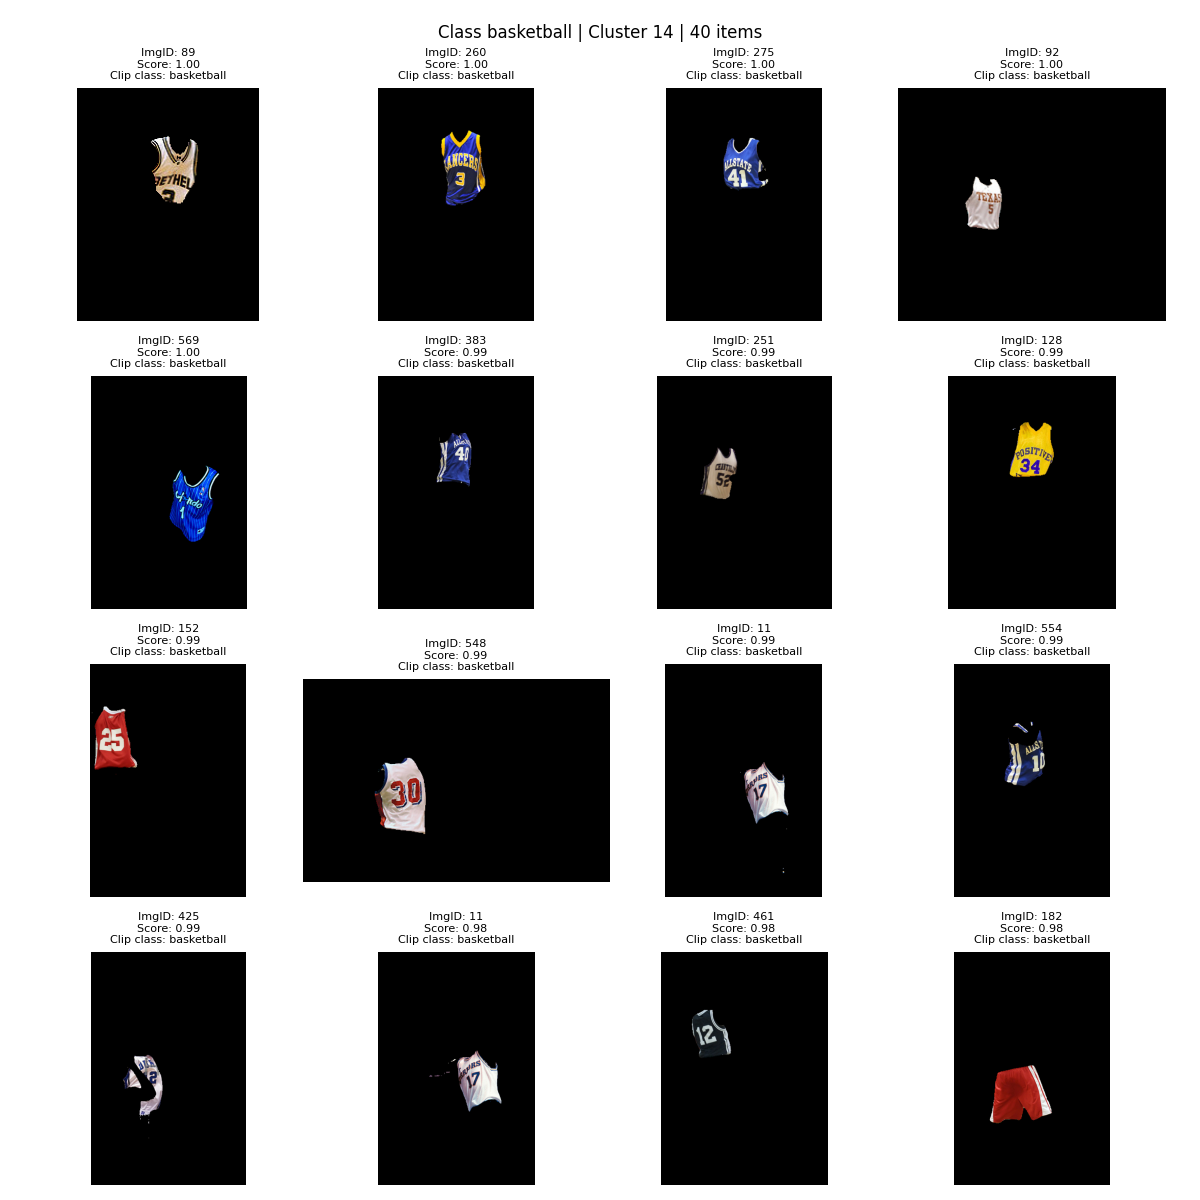 Class basketball | Cluster 14 | 40 items
ImgID: 89
Score: 1.00
Clip class: basketball
ImgID: 260
Score: 1.00
Clip class: basketball
ImgID: 275
Score: 1.00
Clip class: basketball
ImgID: 92
Score: 1.00
Clip class: basketball
BETHEL
LANCERS
3
ALLSTATE
41
TEXAS
5
ImgID: 569
Score: 1.00
Clip class: basketball
ImgID: 383
Score: 0.99
Clip class: basketball
ImgID: 251
Score: 0.99
Clip class: basketball
ImgID: 128
Score: 0.99
Clip class: basketball
1
40
52
POSITIVE
34
ImgID: 152
Score: 0.99
Clip class: basketball
ImgID: 548
Score: 0.99
Clip class: basketball
ImgID: 11
Score: 0.99
Clip class: basketball
ImgID: 554
Score: 0.99
Clip class: basketball
25
30
17
10
ImgID: 425
Score: 0.99
Clip class: basketball
ImgID: 11
Score: 0.98
Clip class: basketball
ImgID: 461
Score: 0.98
Clip class: basketball
ImgID: 182
Score: 0.98
Clip class: basketball
2
17
12